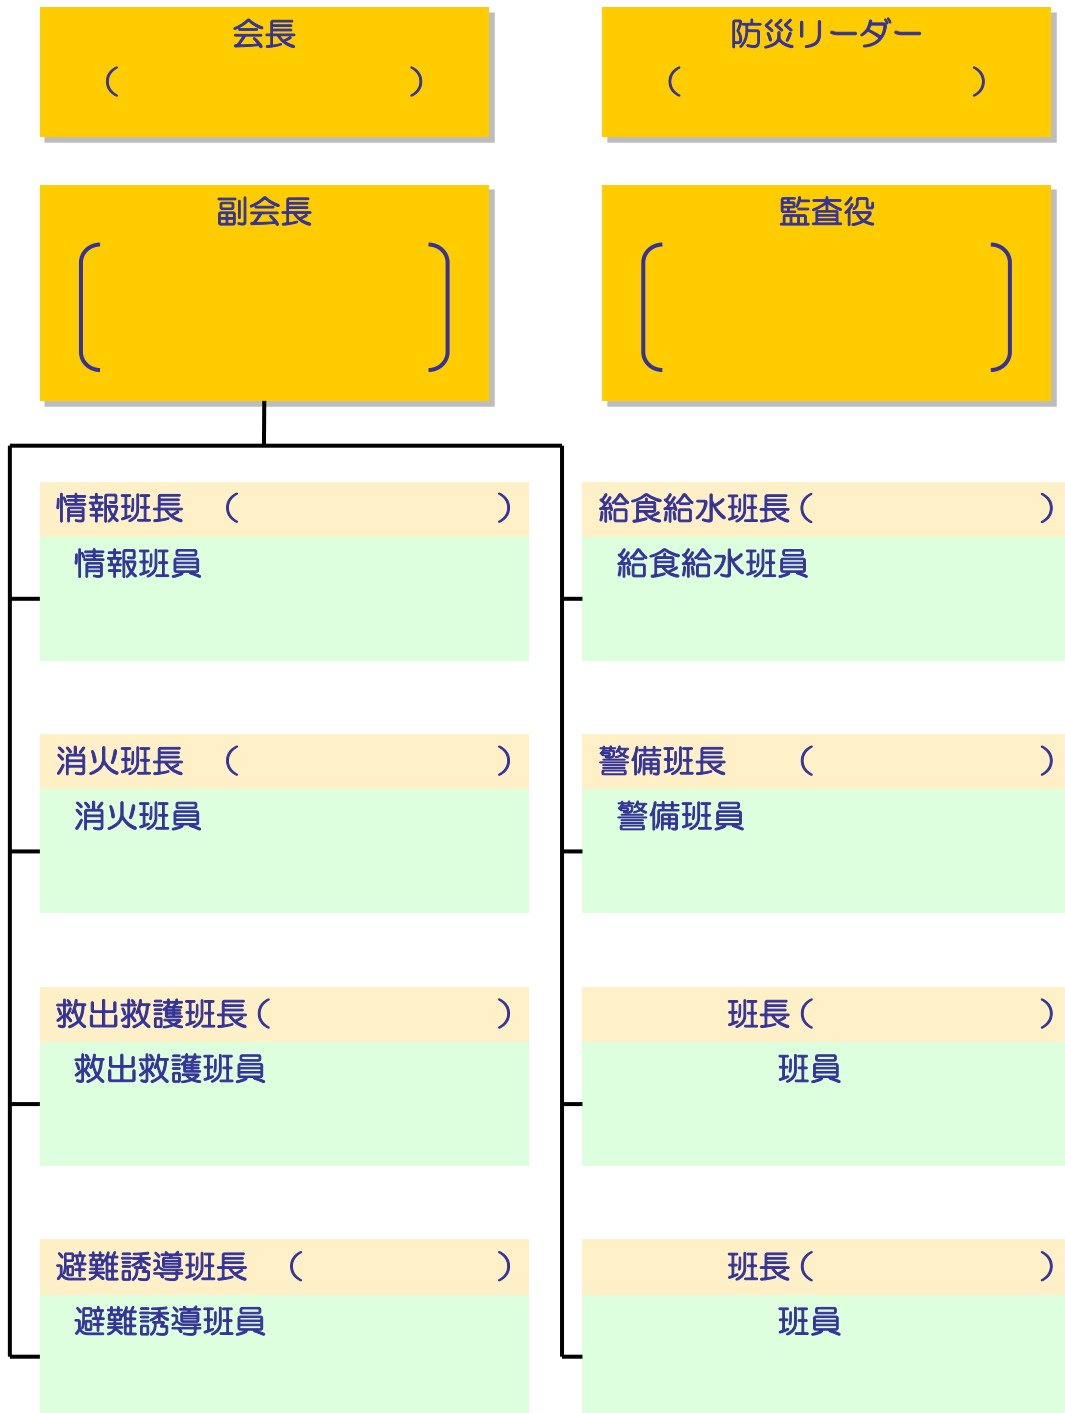 会長
（　　　　　　　　　）
防災リーダー
（　　　　　　　　　）
副会長
監査役
情報班長　（　　　　　　　　）
情報班員
給食給水班長（　　　　　　　）
給食給水班員
消火班長　（　　　　　　　　）
消火班員
警備班長　　（　　　　　　　）
警備班員
救出救護班長（　　　　　　　）
救出救護班員
班長（　　　　　　　）
班員
避難誘導班長　（　　　　　　）
避難誘導班員
班長（　　　　　　　）
班員